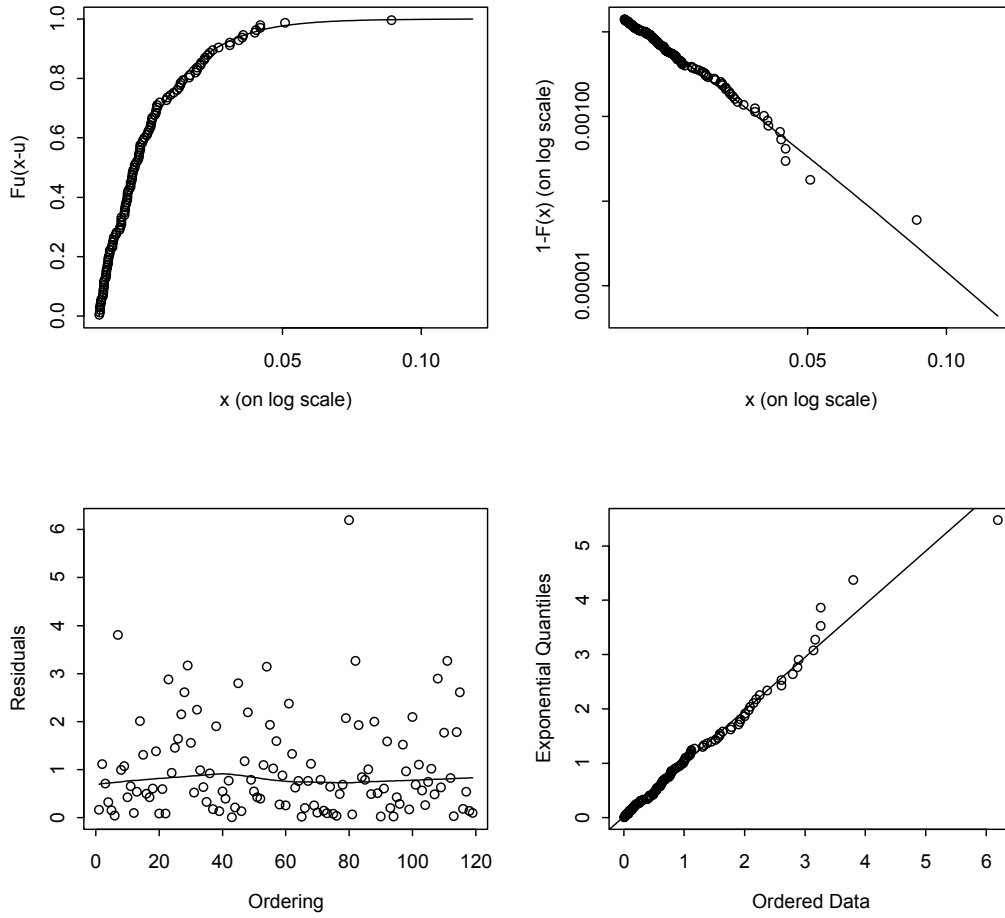 Fu(x-u)
0.0 0.2 0.4 0.6 0.8 1.0
0.05 0.10
x (on log scale)
1-F(x) (on log scale)
0.00001 0.00100
0.05 0.10
x (on log scale)
Residuals
0 1 2 3 4 5 6
0 20 40 60 80 100 120
Ordering
Exponential Quantiles
0 1 2 3 4 5
0 1 2 3 4 5 6
Ordered Data